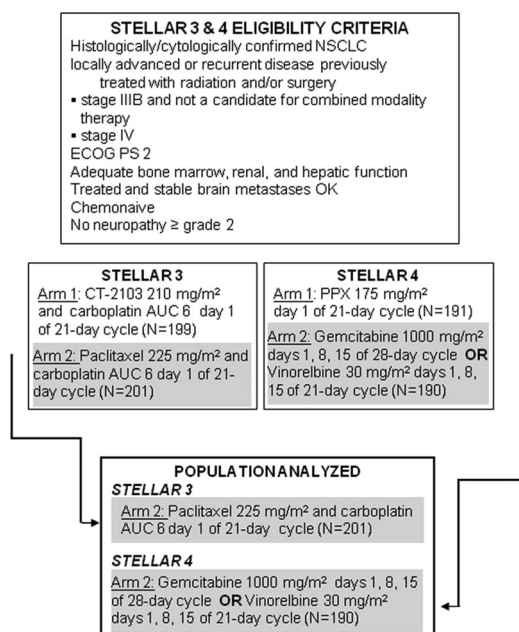 STELLAR 3 & 4 ELIGIBILITY CRITERIA
Histologically/cytologically confirmed NSCLC
locally advanced or recurrent disease previously
treated with radiation and/or surgery
▪ stage IIIB and not a candidate for combined modality
therapy
▪ stage IV
ECOG PS 2
Adequate bone marrow, renal, and hepatic function
Treated and stable brain metastases OK
Chemonaive
No neuropathy ≥ grade 2
STELLAR 3
Arm 1: CT-2103 210 mg/m²
and carboplatin AUC 6 day 1
of 21-day cycle (N=199)
Arm 2: Paclitaxel 225 mg/m² and
carboplatin AUC 6 day 1 of 21-
day cycle (N=201)
STELLAR 4
Arm 1: PPX 175 mg/m²
day 1 of 21-day cycle (N=191)
Arm 2: Gemcitabine 1000 mg/m²
days 1, 8, 15 of 28-day cycle OR
Vinorelbine 30 mg/m² days 1, 8,
15 of 21-day cycle (N=190)
POPULATION ANALYZED
STELLAR 3
Arm 2: Paclitaxel 225 mg/m² and carboplatin
AUC 6 day 1 of 21-day cycle (N=201)
STELLAR 4
Arm 2: Gemcitabine 1000 mg/m² days 1, 8, 15
of 28-day cycle OR Vinorelbine 30 mg/m²
days 1, 8, 15 of 21-day cycle (N=190)